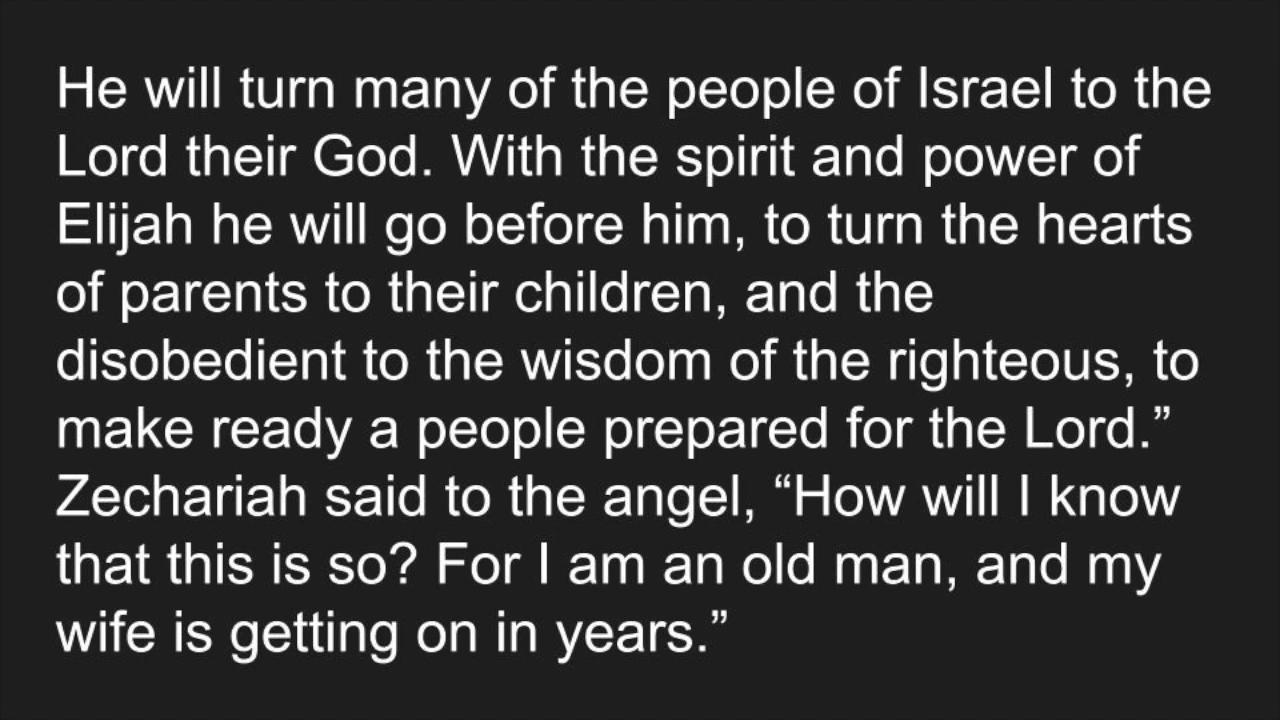 He will turn many of the people of Israel to the
Lord their God. With the spirit and power of
Elijah he will go before him, to turn the hearts
of parents to their children, and the
disobedient to the wisdom of the righteous, to
make ready a people prepared for the Lord.”
Zechariah said to the angel, “How will I know
that this is so? For I am an old man, and my
wife is getting on in years.”